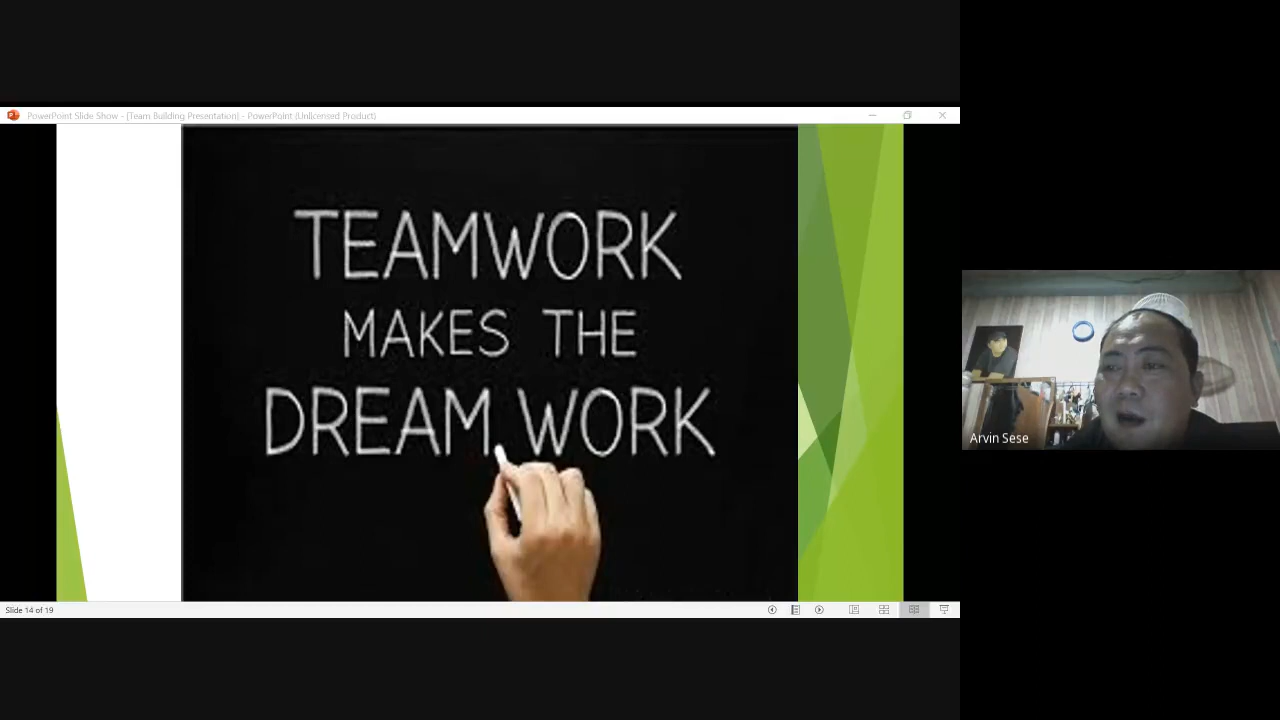 PowerPoint Slide Show - [Team Building Presentation] - PowerPoint (Unlicensed Product)
TEAMWORK
MAKES THE
DREAM WORK
Arvin Sese
Slide 14 of 19